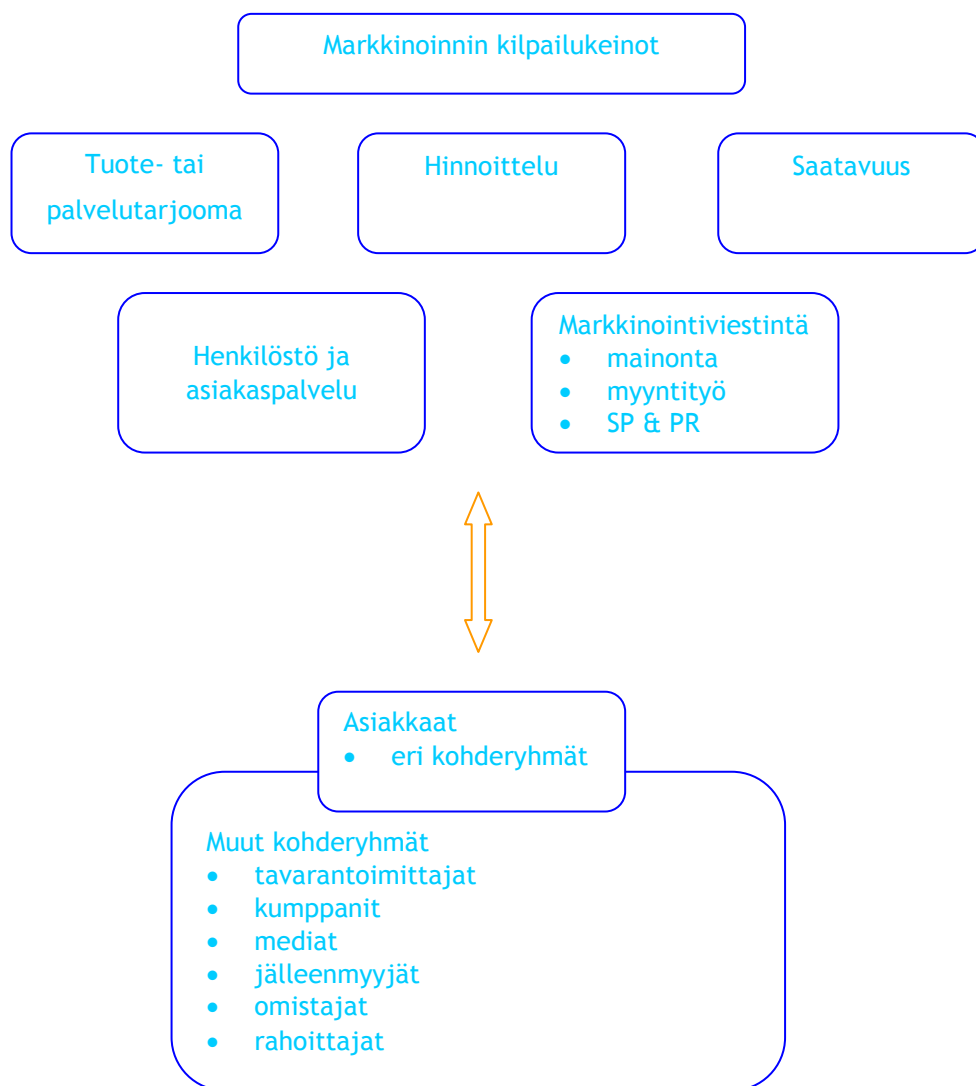 Markkinoinnin kilpailukeinot
Tuote- tai
palvelutarjooma
Hinnoittelu
Saatavuus
Henkilöstö ja
asiakaspalvelu
Markkinointiviestintä
• mainonta
• myyntityö
• SP & PR
Asiakkaat
• eri kohderyhmät
Muut kohderyhmät
• tavarantoimittajat
• kumppanit
• mediat
• jälleenmyyjät
• omistajat
• rahoittajat